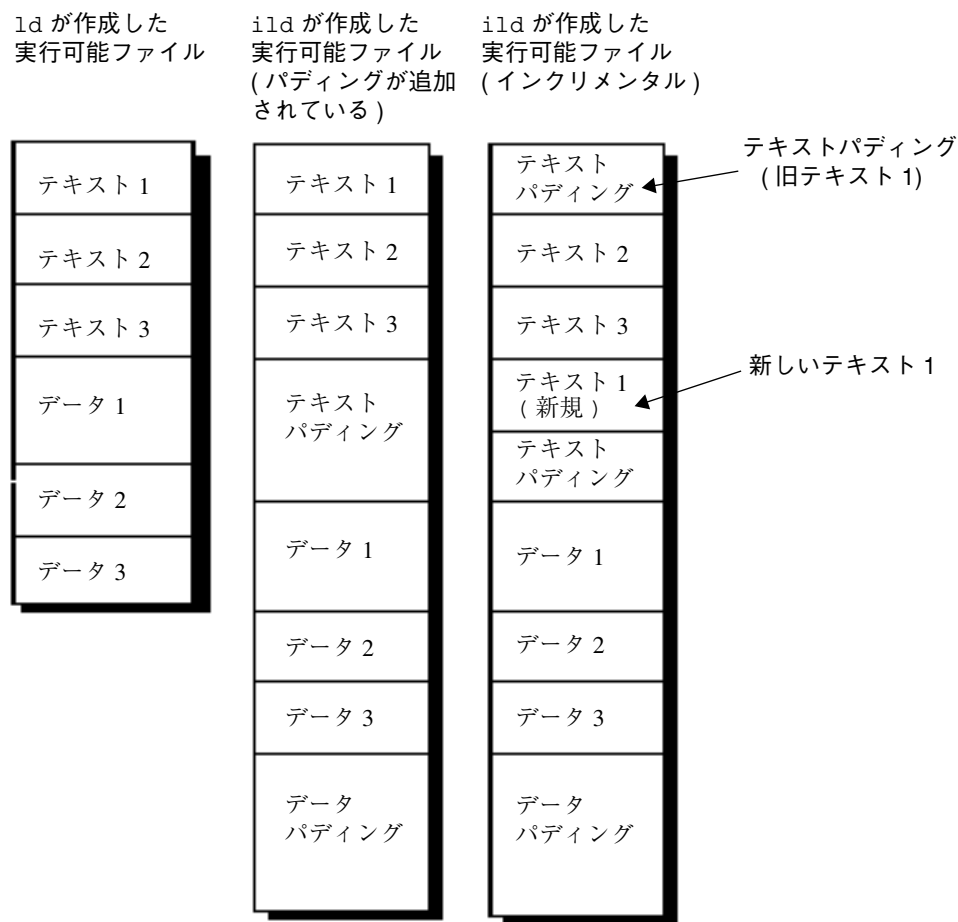 ld が作成した
実行可能ファイル
ild が作成した
実行可能ファイル
( パディングが追加
されている )
ild が作成した
実行可能ファイル
( インクリメンタル )
テキスト 1
テキスト 2
テキスト 3
データ 1
データ 2
データ 3
テキスト 1
テキスト 2
テキスト 3
テキスト
パディング
データ 1
データ 2
データ 3
データ
パディング
テキスト
パディング
テキスト 2
テキスト 3
テキスト 1
( 新規 )
テキスト
パディング
データ 1
データ 2
データ 3
データ
パディング
テキストパディング
( 旧テキスト 1)
新しいテキスト 1